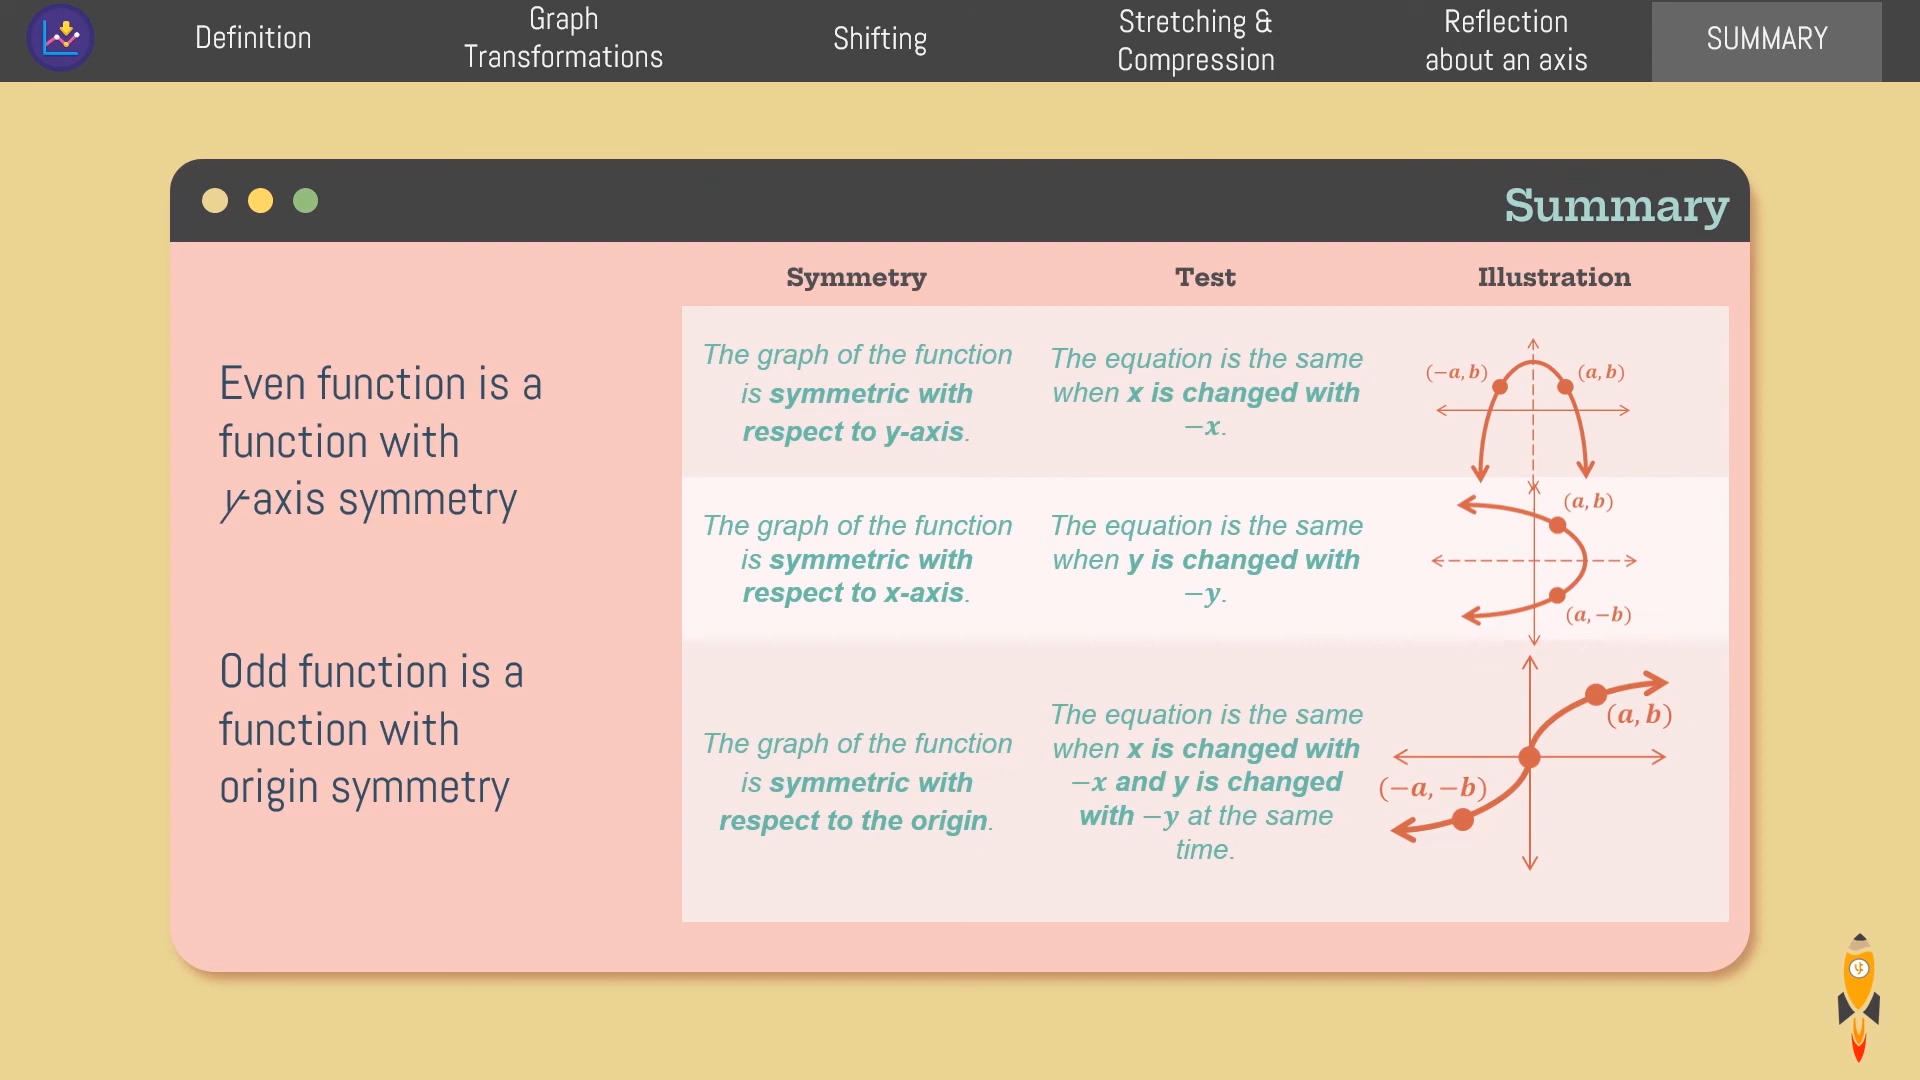 Definition
Graph
Transformations
Shifting
Stretching &
Compression
Reflection
about an axis
SUMMARY
Summary
Even function is a
function with
y-axis symmetry
Odd function is a
function with
origin symmetry
Symmetry
Test
Illustration
The graph of the function
is symmetric with
respect to y-axis.
The equation is the same
when x is changed with
−x.
(−a, b)
(a, b)
The graph of the function
is symmetric with
respect to x-axis.
The equation is the same
when y is changed with
−y.
(a, b)
(a, −b)
The graph of the function
is symmetric with
respect to the origin.
The equation is the same
when x is changed with
−x and y is changed
with −y at the same
time.
(a, b)
(−a, −b)